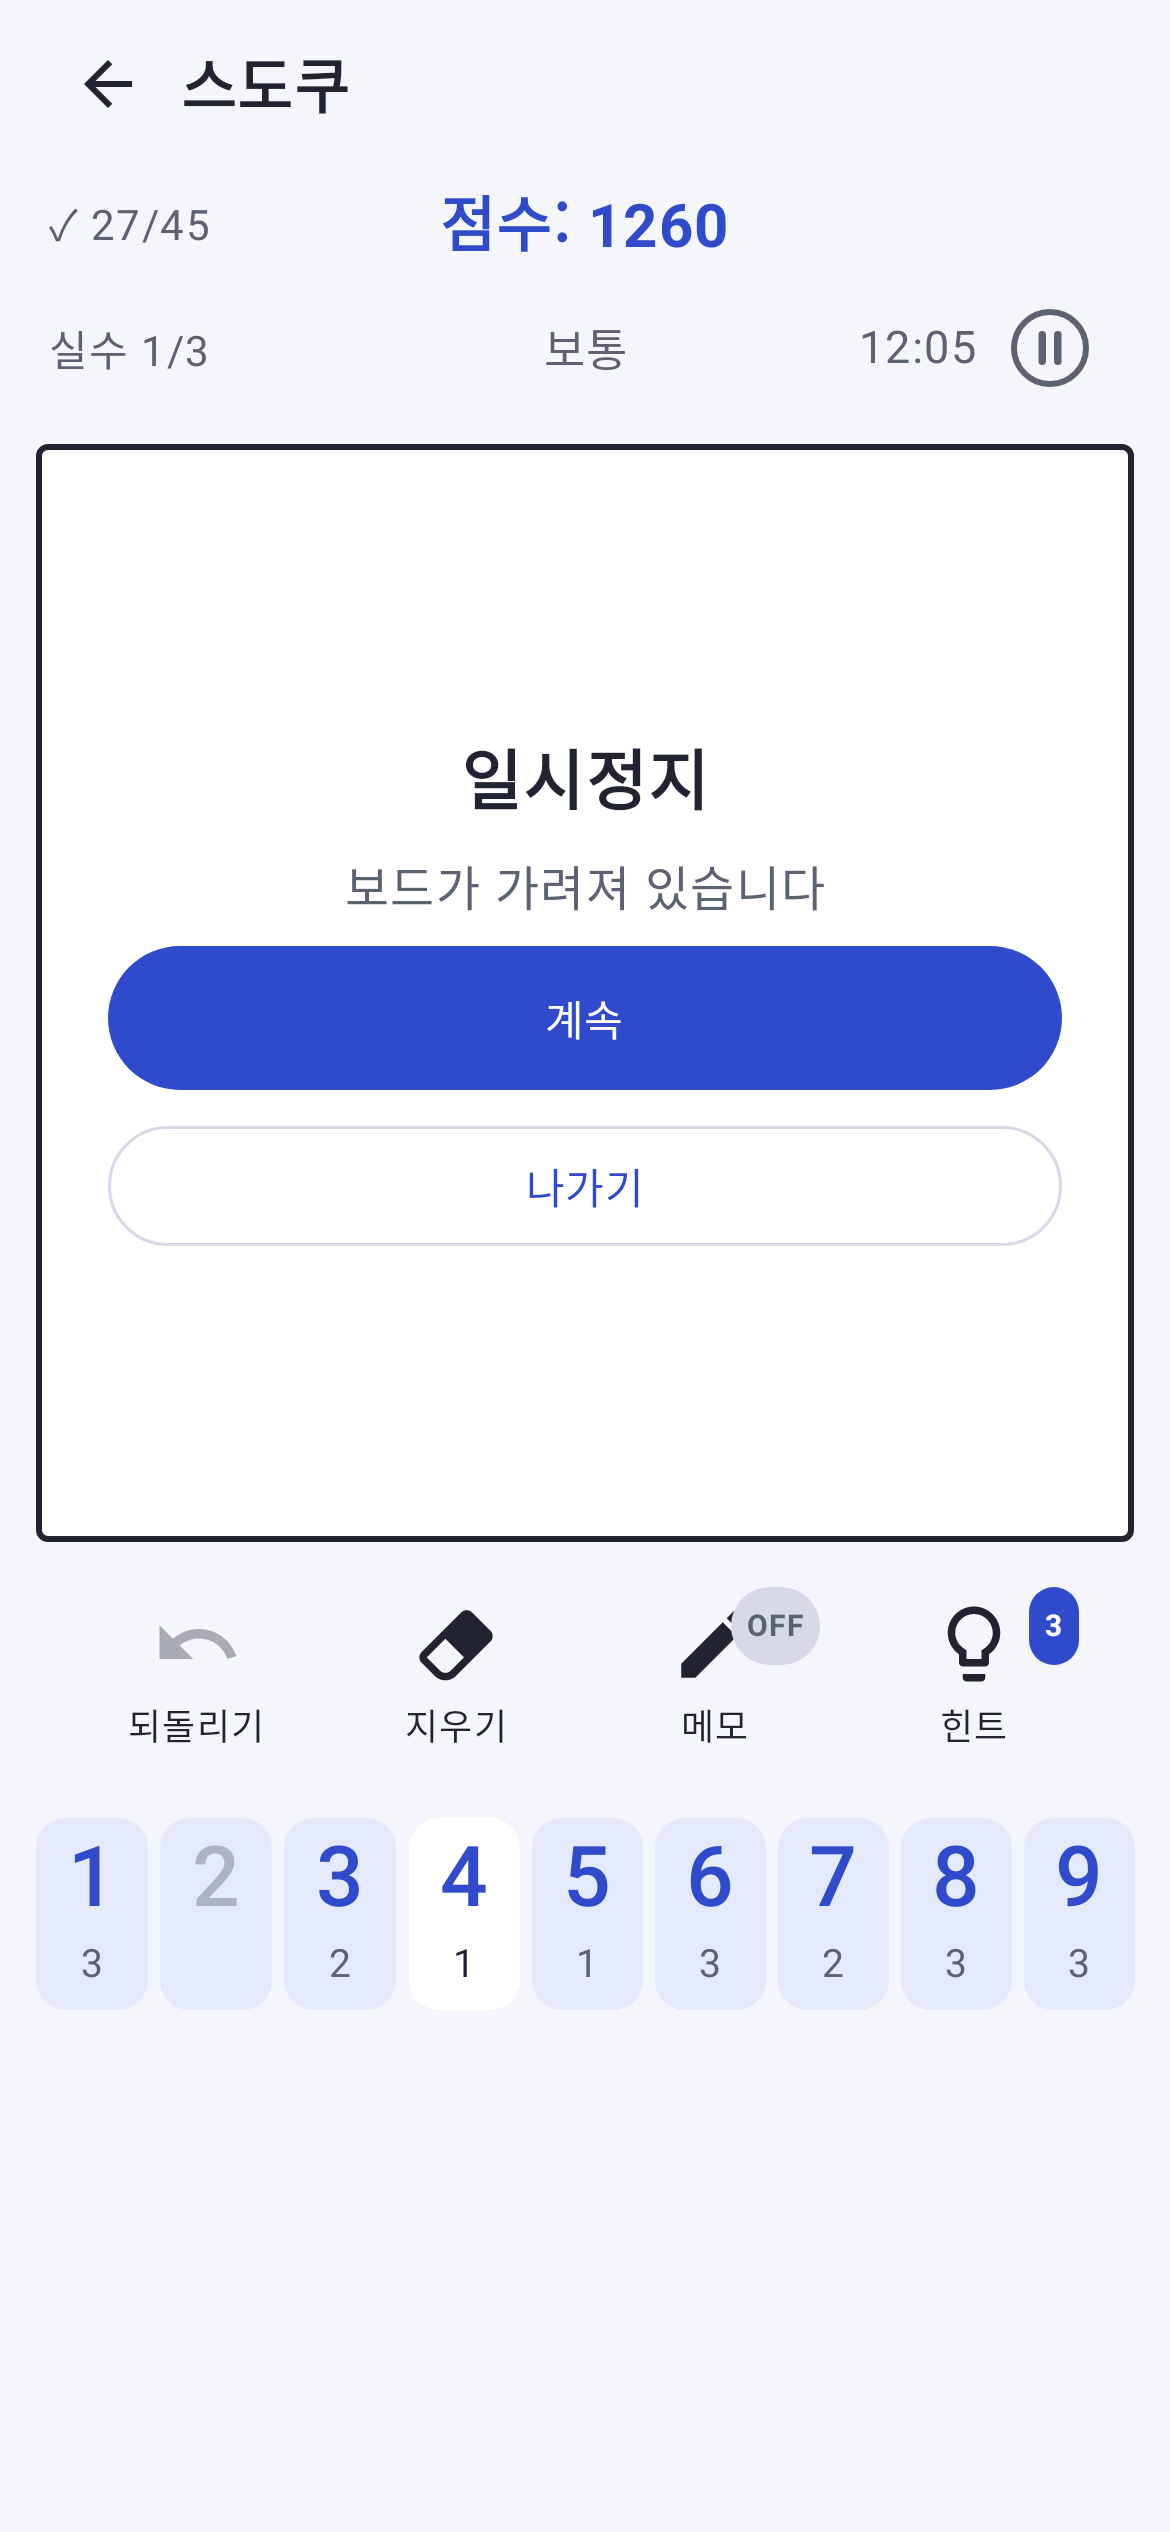 스도쿠
✓ 27/45
점수: 1260
실수 1/3
보통
12:05
일시정지
보드가 가려져 있습니다
계속
나가기
OFF
3
되돌리기
지우기
메모
힌트
1 2 3 4 5 6 7 8 9
3 2 1 1 3 2 3 3